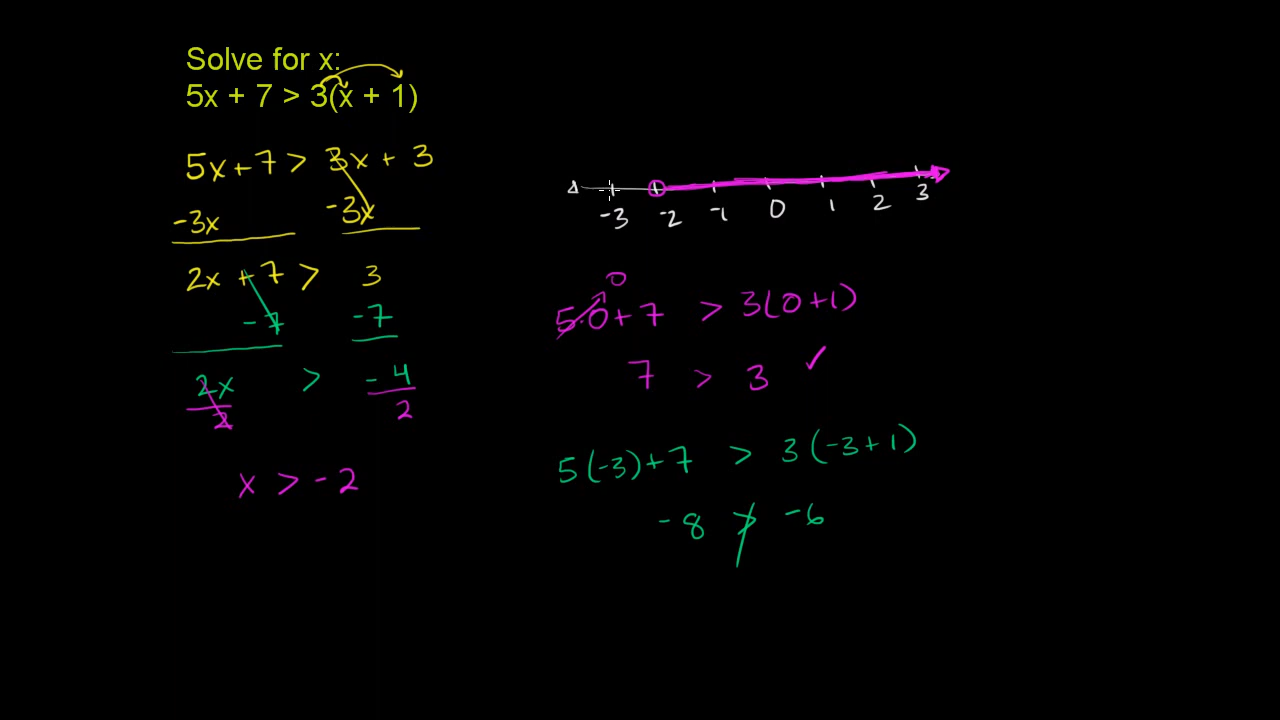 Solve for x:
5x + 7 > 3(x + 1)
5x + 7 > 3x + 3
-3x -3x
2x + 7 > 3
-7 -7
2x > -4
2 2
x > -2
-3 -2 -1 0 1 2 3
0
5·0 + 7 > 3(0+1)
7 > 3 ✓
5(-3)+7 > 3(-3+1)
-8 ≯ -6